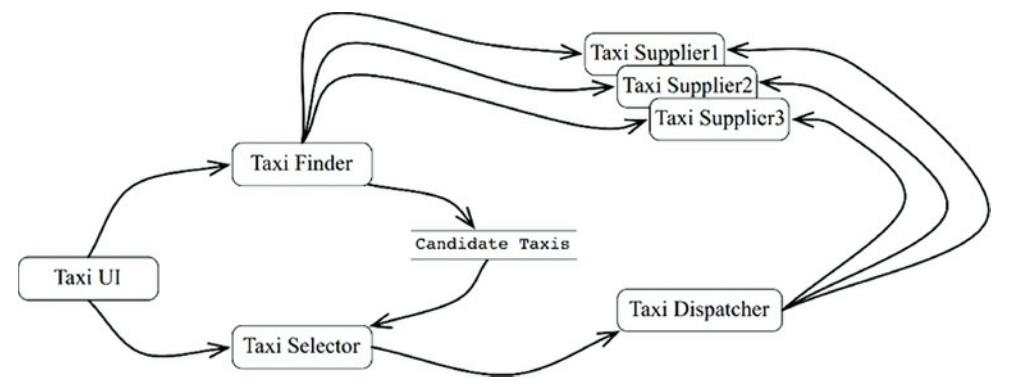 Taxi Supplier1
Taxi Supplier2
Taxi Supplier3
Taxi Finder
Candidate Taxis
Taxi UI
Taxi Dispatcher
Taxi Selector